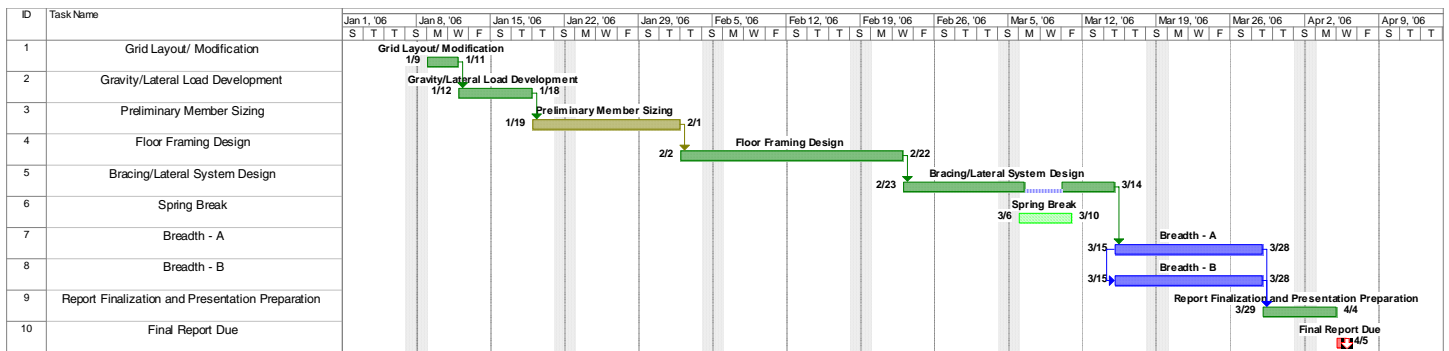 ID Task Name Jan 1, '06 Jan 8, '06 Jan 15, '06 Jan 22, '06 Jan 29, '06 Feb 5, '06 Feb 12, '06 Feb 19, '06 Feb 26, '06 Mar 5, '06 Mar 12, '06 Mar 19, '06 Mar 26, '06 Apr 2, '06 Apr 9, '06
S T T S M W F S T T S M W F S T T S M W F S T T S M W F S T T S M W F S T T S M W F S T T S M W F S T T
1 Grid Layout/ Modification Grid Layout/ Modification
1/9 1/11
2 Gravity/Lateral Load Development Gravity/Lateral Load Development
1/12 1/18
3 Preliminary Member Sizing Preliminary Member Sizing
1/19 2/1
4 Floor Framing Design Floor Framing Design
2/2 2/22
5 Bracing/Lateral System Design Bracing/Lateral System Design
2/23 3/14
6 Spring Break Spring Break
3/6 3/10
7 Breadth - A Breadth - A
3/15 3/28
8 Breadth - B Breadth - B
3/15 3/28
9 Report Finalization and Presentation Preparation Report Finalization and Presentation Preparation
3/29 4/4
10 Final Report Due Final Report Due
4/5